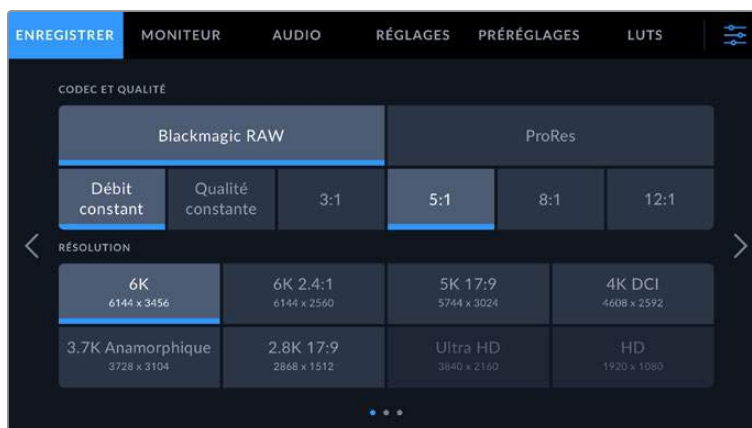 ENREGISTRER MONITEUR AUDIO RÉGLAGES PRÉRÉGLAGES LUTS
CODEC ET QUALITÉ
Blackmagic RAW ProRes
Débit constant Qualité constante 3:1 5:1 8:1 12:1
RÉSOLUTION
6K 6K 2.4:1 5K 17:9 4K DCI
6144 x 3456 6144 x 2560 5744 x 3024 4608 x 2592
3.7K Anamorphique 2.8K 17:9 Ultra HD HD
3728 x 3104 2868 x 1512 3840 x 2160 1920 x 1080